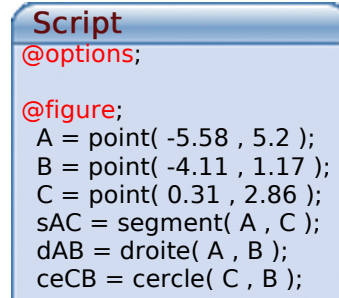 Script
@options;
@figure;
A = point( -5.58 , 5.2 );
B = point( -4.11 , 1.17 );
C = point( 0.31 , 2.86 );
sAC = segment( A , C );
dAB = droite( A , B );
ceCB = cercle( C , B );